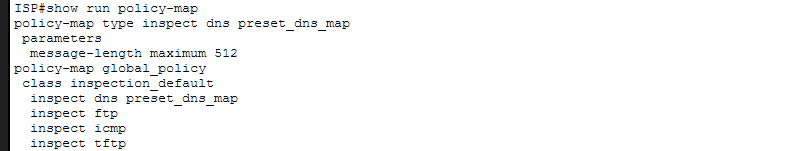 ISP#show run policy-map
policy-map type inspect dns preset_dns_map
parameters
message-length maximum 512
policy-map global_policy
class inspection_default
inspect dns preset_dns_map
inspect ftp
inspect icmp
inspect tftp